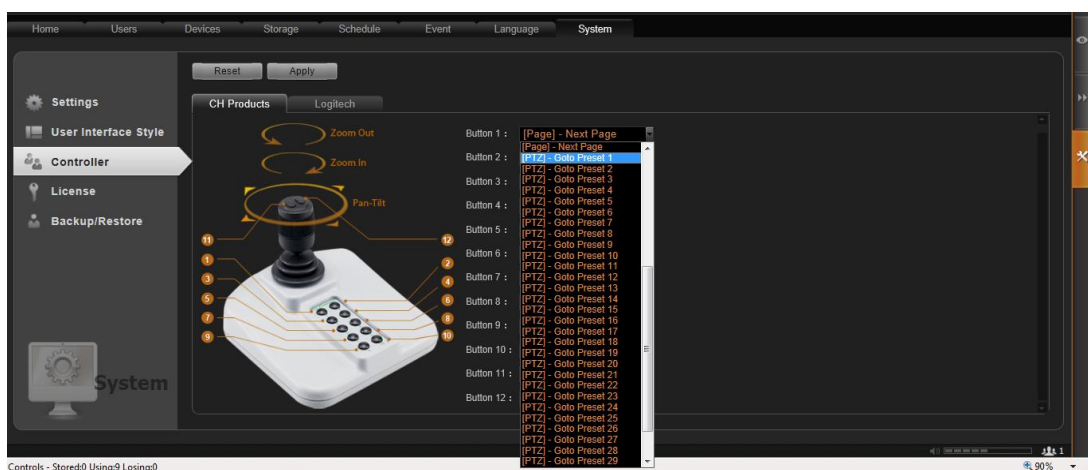 Home Users Devices Storage Schedule Event Language System
Reset Apply
Settings
User Interface Style
Controller
License
Backup/Restore
System
CH Products Logitech
Zoom Out
Zoom In
Pan-Tilt
11
12
1
2
3
4
5
6
7
8
9
10
Button 1 : [Page] - Next Page
Button 2 :
Button 3 :
Button 4 :
Button 5 :
Button 6 :
Button 7 :
Button 8 :
Button 9 :
Button 10 :
Button 11 :
Button 12 :
[Page] - Next Page
[PTZ] - Goto Preset 1
[PTZ] - Goto Preset 2
[PTZ] - Goto Preset 3
[PTZ] - Goto Preset 4
[PTZ] - Goto Preset 5
[PTZ] - Goto Preset 6
[PTZ] - Goto Preset 7
[PTZ] - Goto Preset 8
[PTZ] - Goto Preset 9
[PTZ] - Goto Preset 10
[PTZ] - Goto Preset 11
[PTZ] - Goto Preset 12
[PTZ] - Goto Preset 13
[PTZ] - Goto Preset 14
[PTZ] - Goto Preset 15
[PTZ] - Goto Preset 16
[PTZ] - Goto Preset 17
[PTZ] - Goto Preset 18
[PTZ] - Goto Preset 19
[PTZ] - Goto Preset 20
[PTZ] - Goto Preset 21
[PTZ] - Goto Preset 22
[PTZ] - Goto Preset 23
[PTZ] - Goto Preset 24
[PTZ] - Goto Preset 25
[PTZ] - Goto Preset 26
[PTZ] - Goto Preset 27
[PTZ] - Goto Preset 28
[PTZ] - Goto Preset 29
1
Controls - Stored:0 Using:9 Losing:0
90%